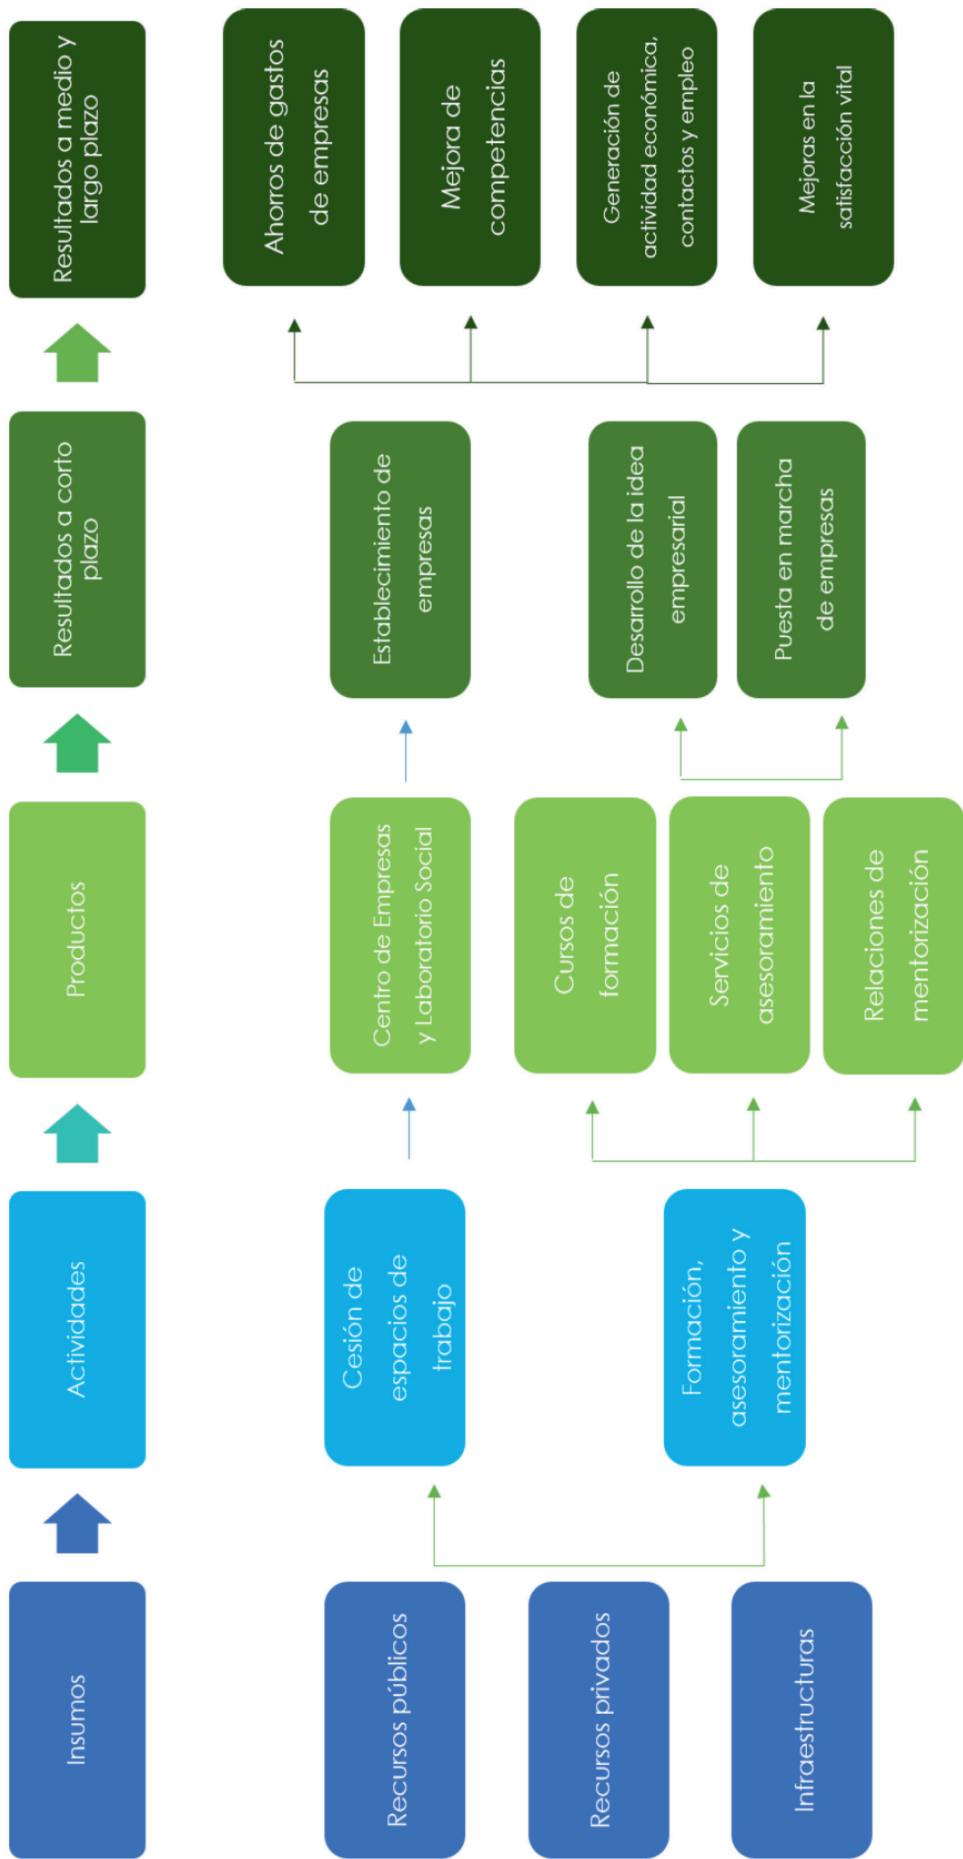 Insumos
Actividades
Productos
Resultados a corto
plazo
Resultados a medio y
largo plazo
Recursos públicos
Recursos privados
Infraestructuras
Cesión de
espacios de
trabajo
Formación,
asesoramiento y
mentorización
Centro de Empresas
y Laboratorio Social
Cursos de
formación
Servicios de
asesoramiento
Relaciones de
mentorización
Establecimiento de
empresas
Desarrollo de la idea
empresarial
Puesta en marcha
de empresas
Ahorros de gastos
de empresas
Mejora de
competencias
Generación de
actividad económica,
contactos y empleo
Mejoras en la
satisfacción vital